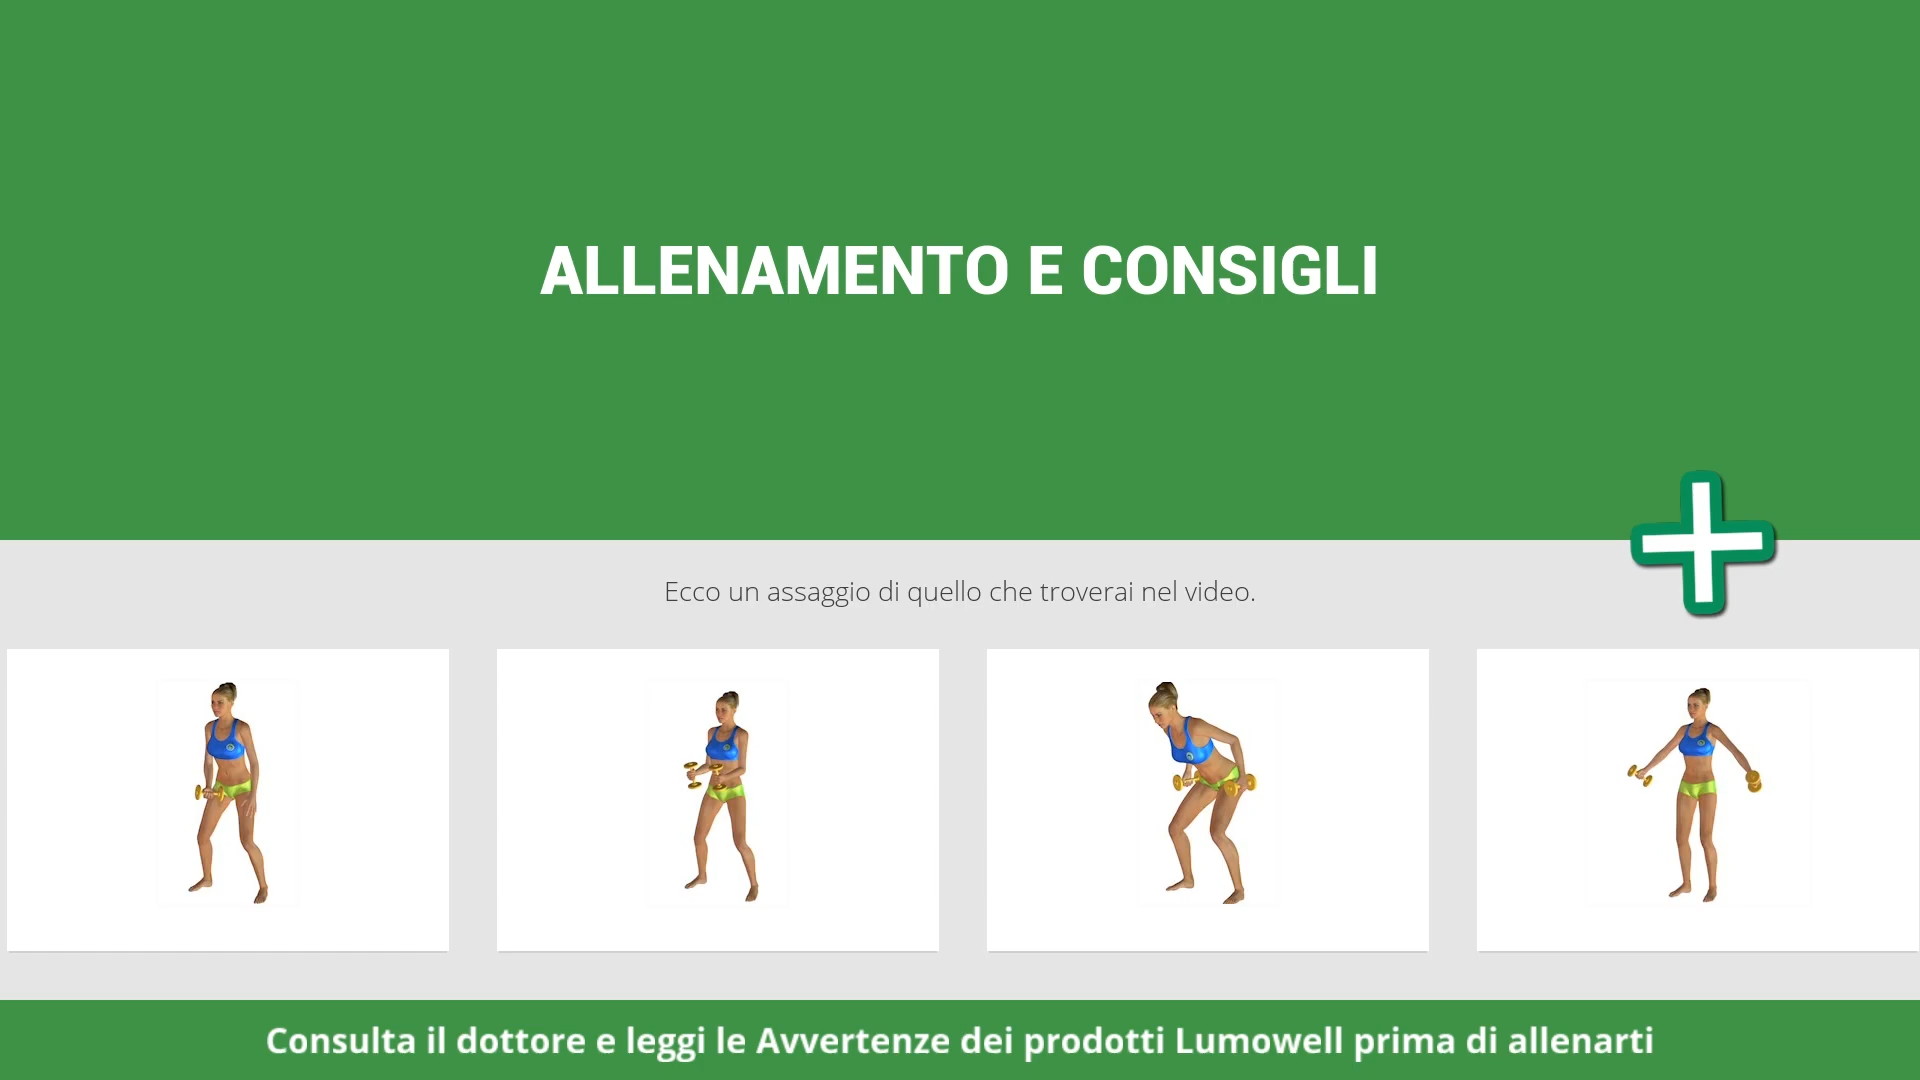 ALLENAMENTO E CONSIGLI
Ecco un assaggio di quello che troverai nel video.
Consulta il dottore e leggi le Avvertenze dei prodotti Lumowell prima di allenarti